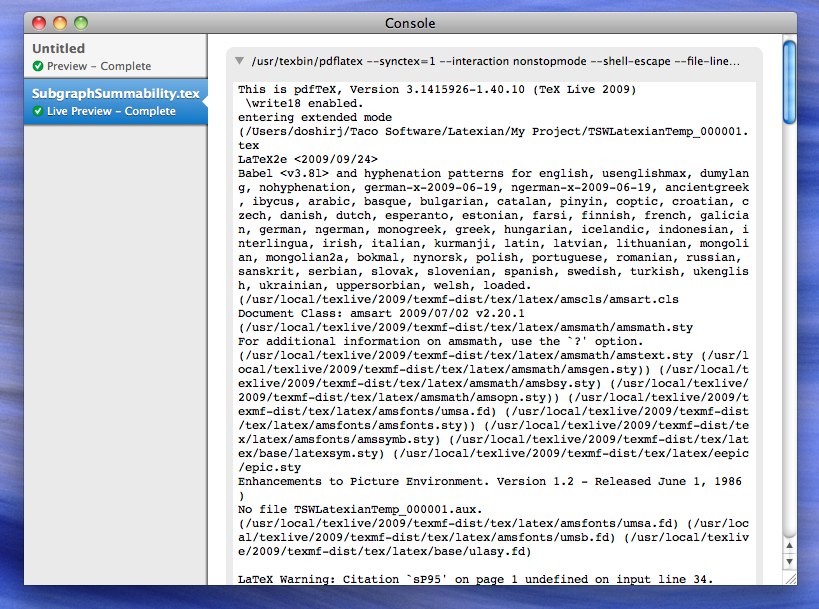 Console
Untitled
Preview – Complete
SubgraphSummability.tex
Live Preview – Complete
/usr/texbin/pdflatex --synctex=1 --interaction nonstopmode --shell-escape --file-line...
This is pdfTeX, Version 3.1415926-1.40.10 (TeX Live 2009)
\write18 enabled.
entering extended mode
(/Users/doshirj/Taco Software/Latexian/My Project/TSWLatexianTemp_000001.
tex
LaTeX2e <2009/09/24>
Babel <v3.8l> and hyphenation patterns for english, usenglishmax, dumylan
g, nohyphenation, german-x-2009-06-19, ngerman-x-2009-06-19, ancientgreek
, ibycus, arabic, basque, bulgarian, catalan, pinyin, coptic, croatian, c
zech, danish, dutch, esperanto, estonian, farsi, finnish, french, galicia
n, german, ngerman, monogreek, greek, hungarian, icelandic, indonesian, i
nterlingua, irish, italian, kurmanji, latin, latvian, lithuanian, mongoli
an, mongolian2a, bokmal, nynorsk, polish, portuguese, romanian, russian,
sanskrit, serbian, slovak, slovenian, spanish, swedish, turkish, ukenglis
h, ukrainian, uppersorbian, welsh, loaded.
(/usr/local/texlive/2009/texmf-dist/tex/latex/amscls/amsart.cls
Document Class: amsart 2009/07/02 v2.20.1
(/usr/local/texlive/2009/texmf-dist/tex/latex/amsmath/amsmath.sty
For additional information on amsmath, use the `?' option.
(/usr/local/texlive/2009/texmf-dist/tex/latex/amsmath/amstext.sty (/usr/l
ocal/texlive/2009/texmf-dist/tex/latex/amsmath/amsgen.sty)) (/usr/local/t
exlive/2009/texmf-dist/tex/latex/amsmath/amsbsy.sty) (/usr/local/texlive/
2009/texmf-dist/tex/latex/amsmath/amsopn.sty)) (/usr/local/texlive/2009/t
exmf-dist/tex/latex/amsfonts/umsa.fd) (/usr/local/texlive/2009/texmf-dist
/tex/latex/amsfonts/amsfonts.sty)) (/usr/local/texlive/2009/texmf-dist/te
x/latex/amsfonts/amssymb.sty) (/usr/local/texlive/2009/texmf-dist/tex/lat
ex/base/latexsym.sty) (/usr/local/texlive/2009/texmf-dist/tex/latex/eepic
/epic.sty
Enhancements to Picture Environment. Version 1.2 - Released June 1, 1986
)
No file TSWLatexianTemp_000001.aux.
(/usr/local/texlive/2009/texmf-dist/tex/latex/amsfonts/umsa.fd) (/usr/loc
al/texlive/2009/texmf-dist/tex/latex/amsfonts/umsb.fd) (/usr/local/texliv
e/2009/texmf-dist/tex/latex/base/ulasy.fd)
LaTeX Warning: Citation `sP95' on page 1 undefined on input line 34.